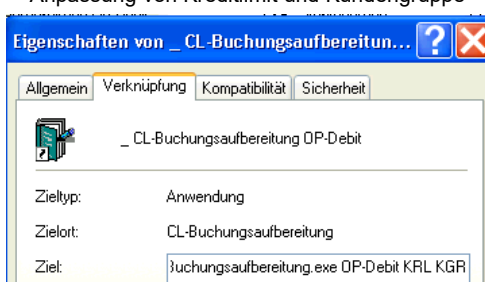 Anpassung von Kreditlimit und Kundengruppe
Eigenschaften von _ CL-Buchungsaufbereitun... ? X
Allgemein Verknüpfung Kompatibilität Sicherheit
_ CL-Buchungsaufbereitung OP-Debit
Zieltyp: Anwendung
Zielort: CL-Buchungsaufbereitung
Ziel: Buchungsaufbereitung.exe OP-Debit KRL KGR